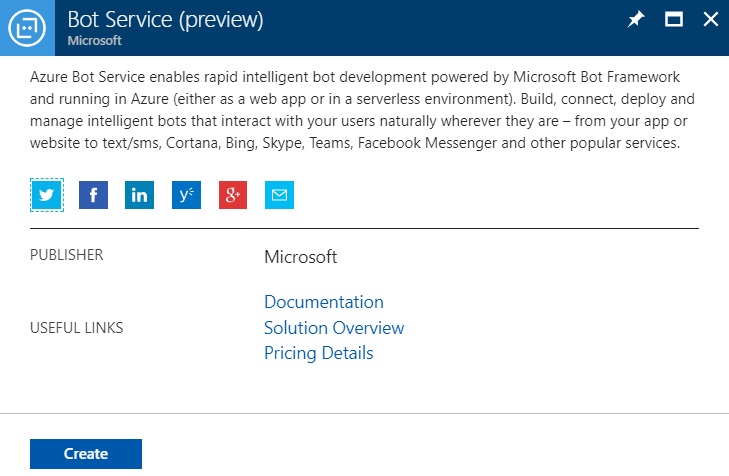 Bot Service (preview)
Microsoft
Azure Bot Service enables rapid intelligent bot development powered by Microsoft Bot Framework
and running in Azure (either as a web app or in a serverless environment). Build, connect, deploy and
manage intelligent bots that interact with your users naturally wherever they are – from your app or
website to text/sms, Cortana, Bing, Skype, Teams, Facebook Messenger and other popular services.
PUBLISHER
Microsoft
USEFUL LINKS
Documentation
Solution Overview
Pricing Details
Create